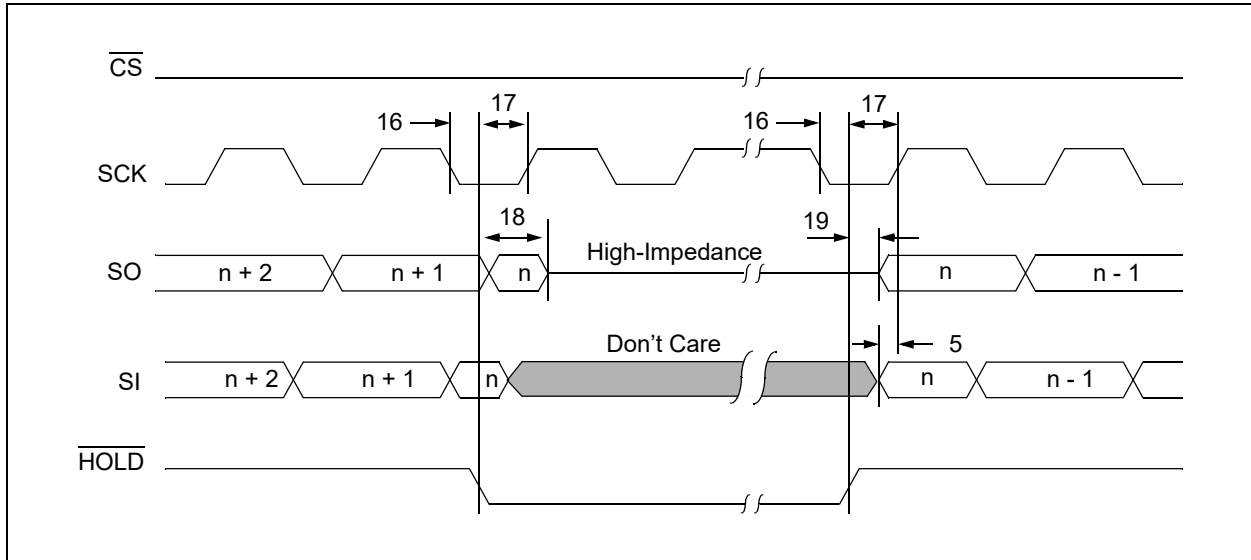 CS
17
17
16
16
SCK
18
19
High-Impedance
SO
n + 2
n + 1
n
n
n - 1
Don't Care
5
SI
n + 2
n + 1
n
n
n - 1
HOLD